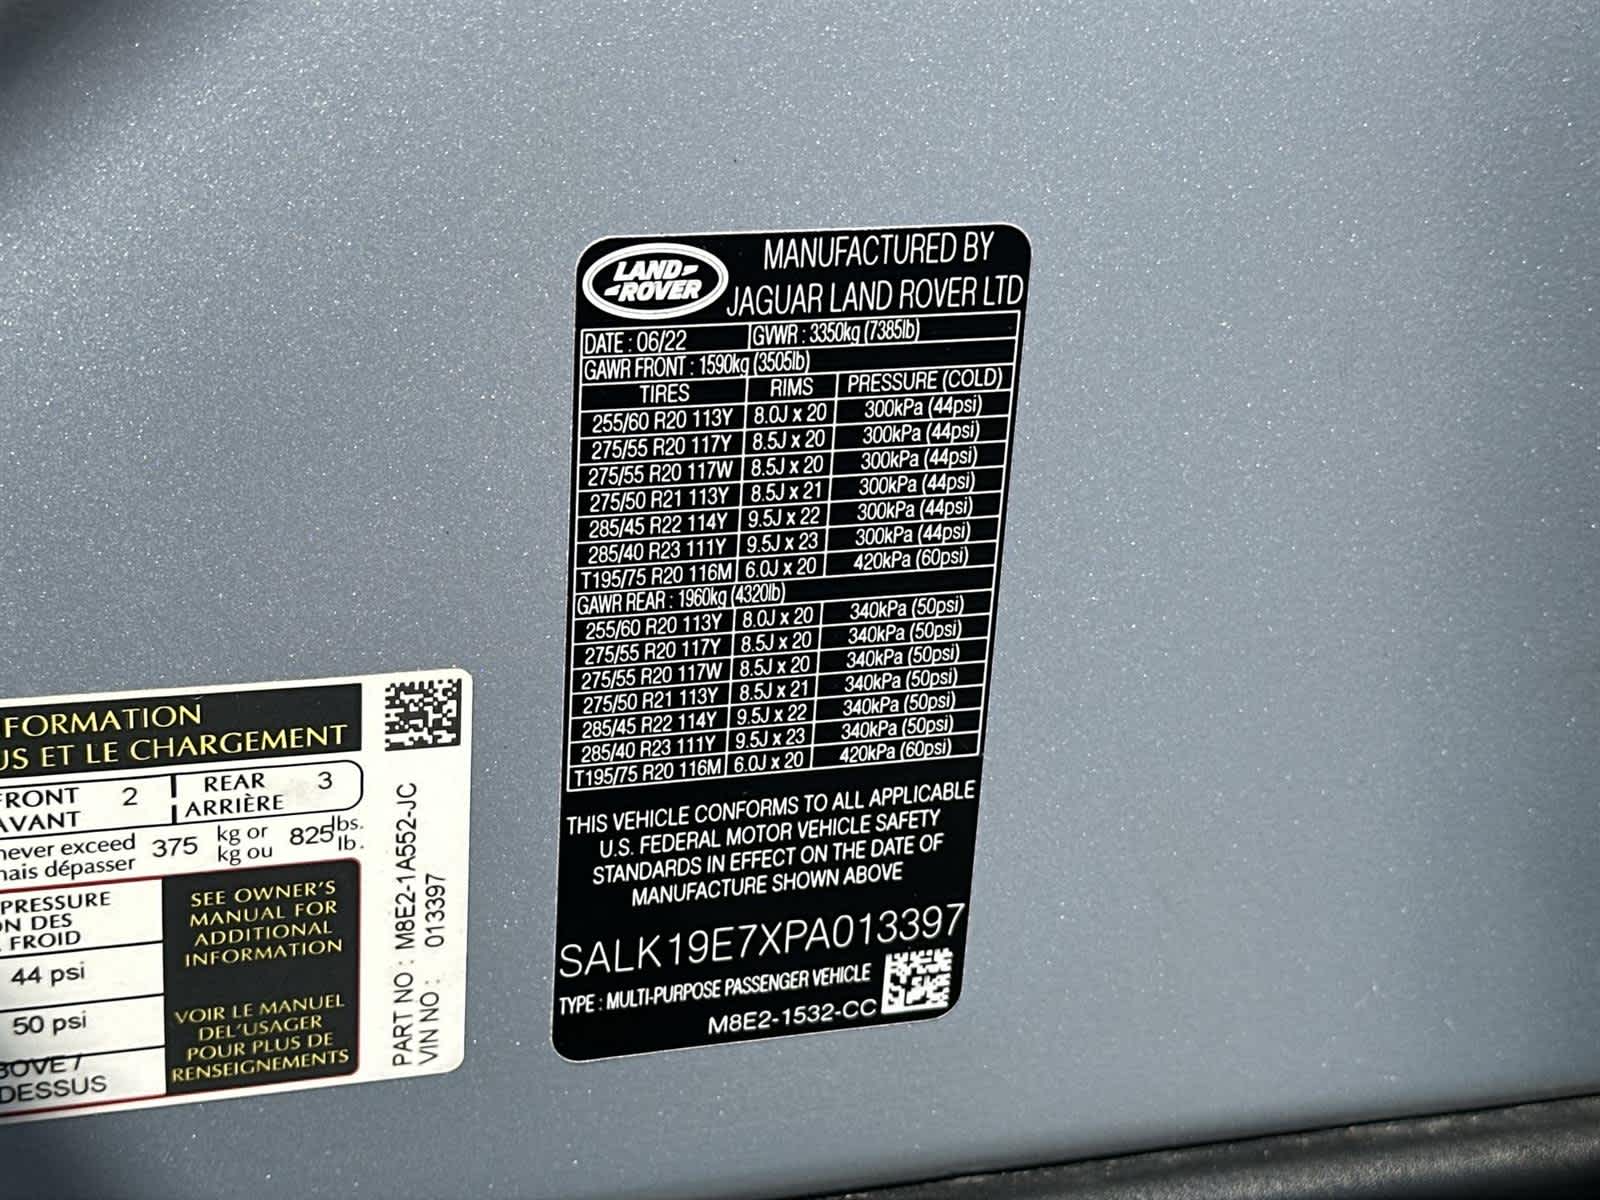 LAND
ROVER
MANUFACTURED BY
JAGUAR LAND ROVER LTD
DATE : 06/22 GVWR : 3350kg (7385lb)
GAWR FRONT : 1590kg (3505lb)
TIRES RIMS PRESSURE (COLD)
255/60 R20 113Y 8.0J x 20 300kPa (44psi)
275/55 R20 117Y 8.5J x 20 300kPa (44psi)
275/55 R20 117W 8.5J x 20 300kPa (44psi)
275/50 R21 113Y 8.5J x 21 300kPa (44psi)
285/45 R22 114Y 9.5J x 22 300kPa (44psi)
285/40 R23 111Y 9.5J x 23 300kPa (44psi)
T195/75 R20 116M 6.0J x 20 420kPa (60psi)
GAWR REAR : 1960kg (4320lb)
255/60 R20 113Y 8.0J x 20 340kPa (50psi)
275/55 R20 117Y 8.5J x 20 340kPa (50psi)
275/55 R20 117W 8.5J x 20 340kPa (50psi)
275/50 R21 113Y 8.5J x 21 340kPa (50psi)
285/45 R22 114Y 9.5J x 22 340kPa (50psi)
285/40 R23 111Y 9.5J x 23 340kPa (50psi)
T195/75 R20 116M 6.0J x 20 420kPa (60psi)
THIS VEHICLE CONFORMS TO ALL APPLICABLE
U.S. FEDERAL MOTOR VEHICLE SAFETY
STANDARDS IN EFFECT ON THE DATE OF
MANUFACTURE SHOWN ABOVE
SALK19E7XPA013397
TYPE : MULTI-PURPOSE PASSENGER VEHICLE
M8E2-1532-CC
FORMATION
US ET LE CHARGEMENT
FRONT 2 REAR 3
AVANT ARRIÈRE
never exceed 375 kg or 825 lbs.
mais dépasser kg ou lb.
PRESSURE
ON DES
FROID
44 psi
50 psi
BOVE /
DESSUS
SEE OWNER'S
MANUAL FOR
ADDITIONAL
INFORMATION
VOIR LE MANUEL
DEL'USAGER
POUR PLUS DE
RENSEIGNEMENTS
PART NO : M8E2-1A552-JC
VIN NO : 013397